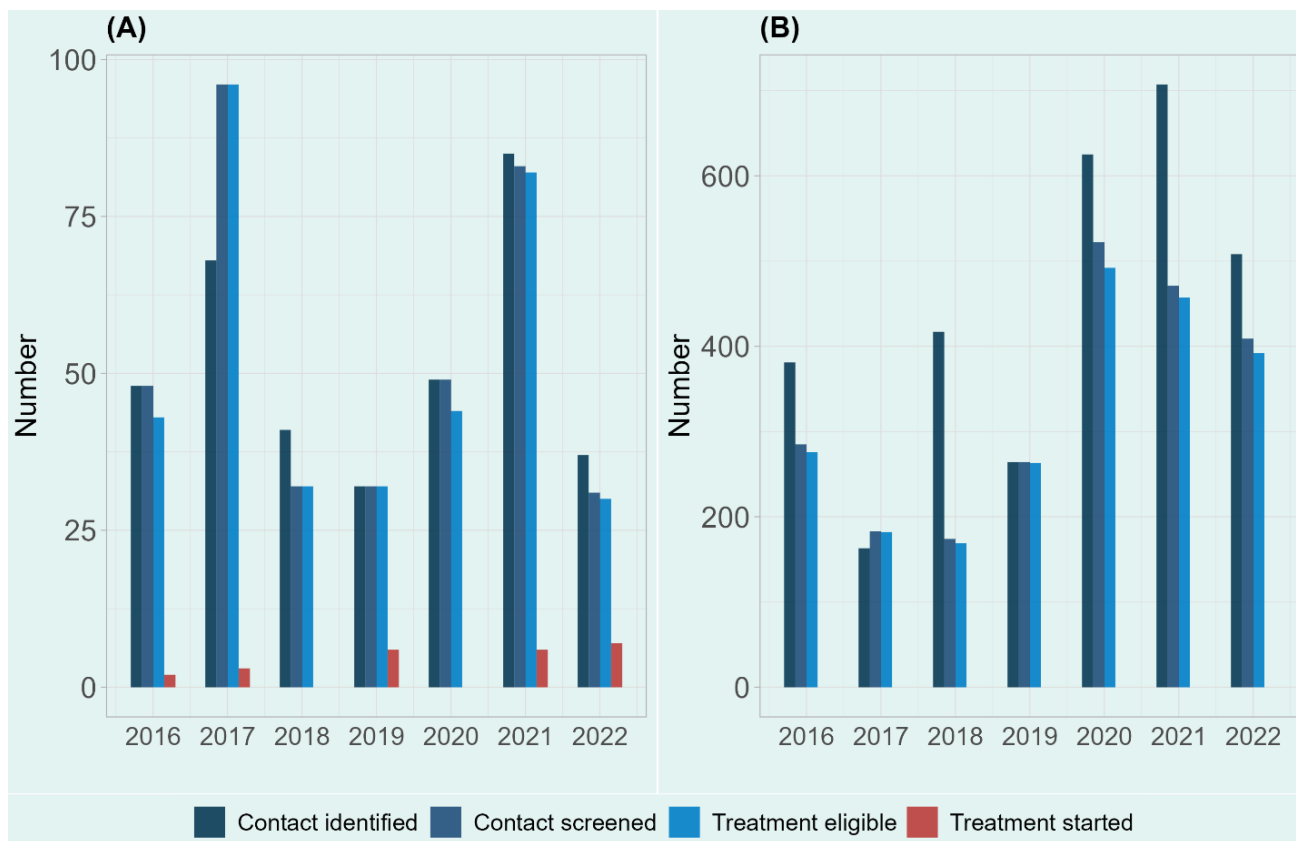 (A)
100
75
50
25
0
Number
2016 2017 2018 2019 2020 2021 2022
(B)
600
400
200
0
Number
2016 2017 2018 2019 2020 2021 2022
Contact identified Contact screened Treatment eligible Treatment started